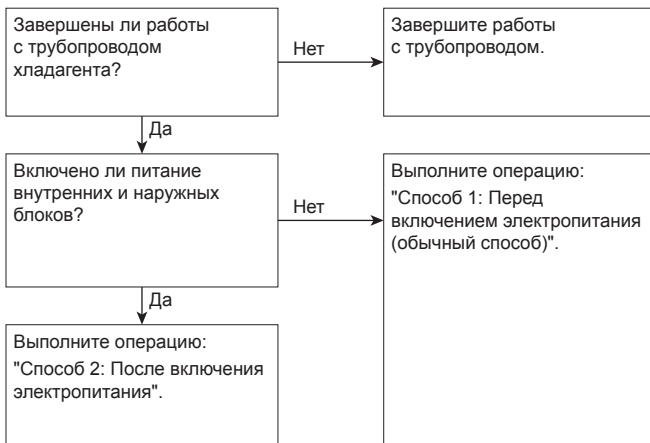 Завершены ли работы
с трубопроводом
хладагента?
Нет
Завершите работы
с трубопроводом.
Да
Включено ли питание
внутренних и наружных
блоков?
Нет
Выполните операцию:
"Способ 1: Перед
включением электропитания
(обычный способ)".
Да
Выполните операцию:
"Способ 2: После включения
электропитания".